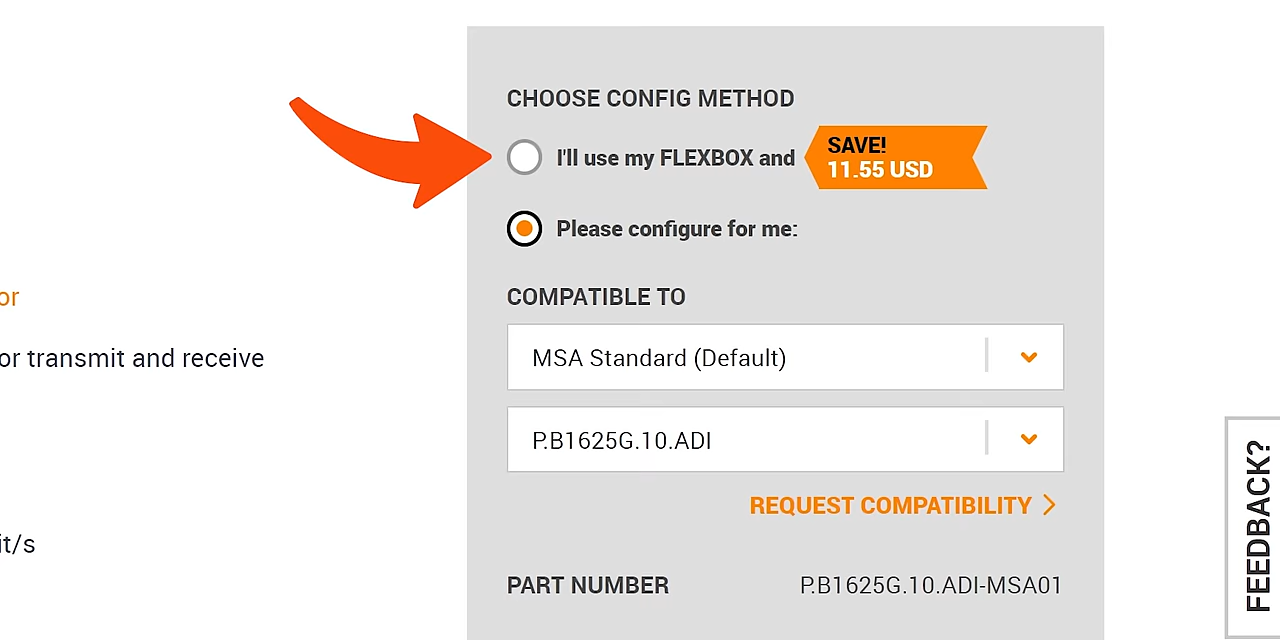 CHOOSE CONFIG METHOD
I'll use my FLEXBOX and
SAVE!
11.55 USD
Please configure for me:
or
COMPATIBLE TO
or transmit and receive
MSA Standard (Default)
P.B1625G.10.ADI
REQUEST COMPATIBILITY
it/s
PART NUMBER P.B1625G.10.ADI-MSA01
FEEDBACK?